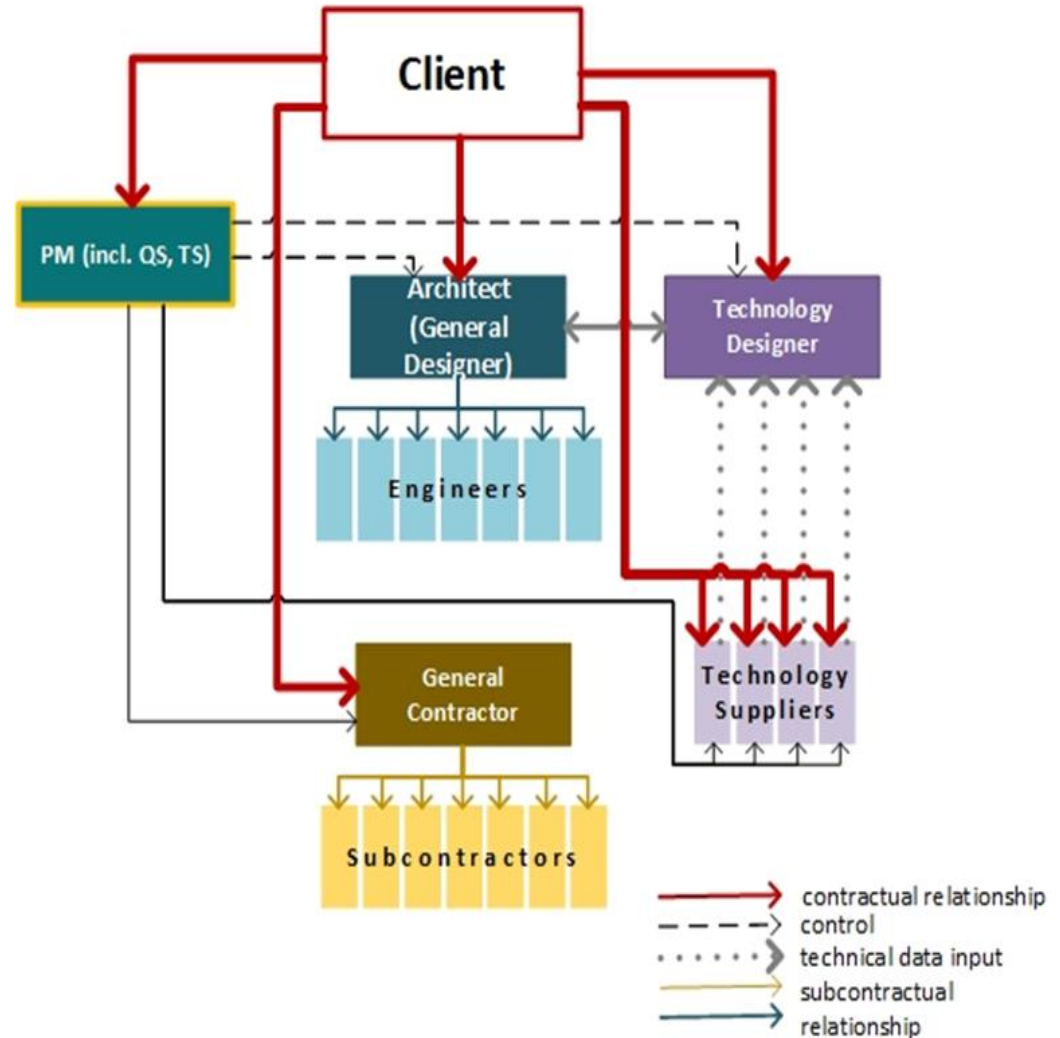 Client
PM (incl. QS, TS)
Architect
(General
Designer)
Technology
Designer
Engineers
General
Contractor
Technology
Suppliers
Subcontractors
contractual relationship
control
technical data input
subcontractual
relationship